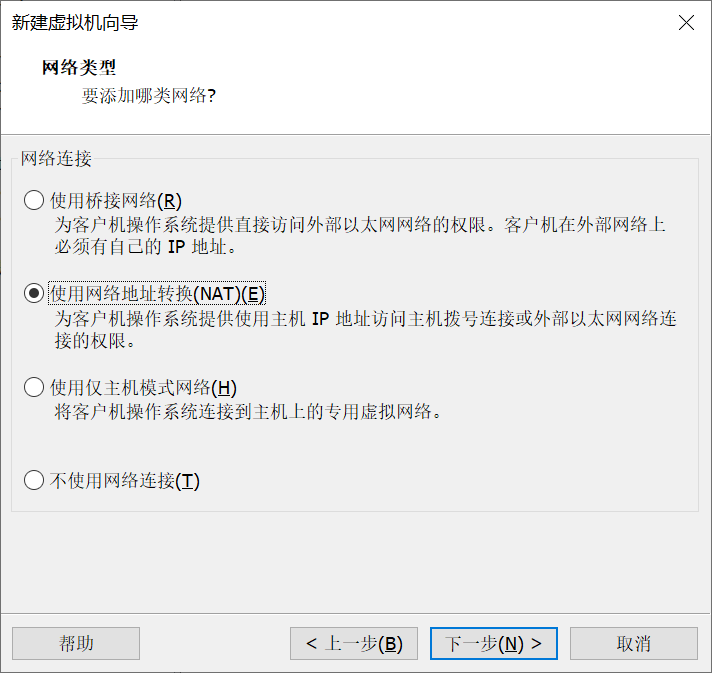 新建虚拟机向导
网络类型
要添加哪类网络?
网络连接
使用桥接网络(R)
为客户机操作系统提供直接访问外部以太网网络的权限。客户机在外部网络上
必须有自己的 IP 地址。
使用网络地址转换(NAT)(E)
为客户机操作系统提供使用主机 IP 地址访问主机拨号连接或外部以太网网络连
接的权限。
使用仅主机模式网络(H)
将客户机操作系统连接到主机上的专用虚拟网络。
不使用网络连接(T)
帮助
< 上一步(B)
下一步(N) >
取消